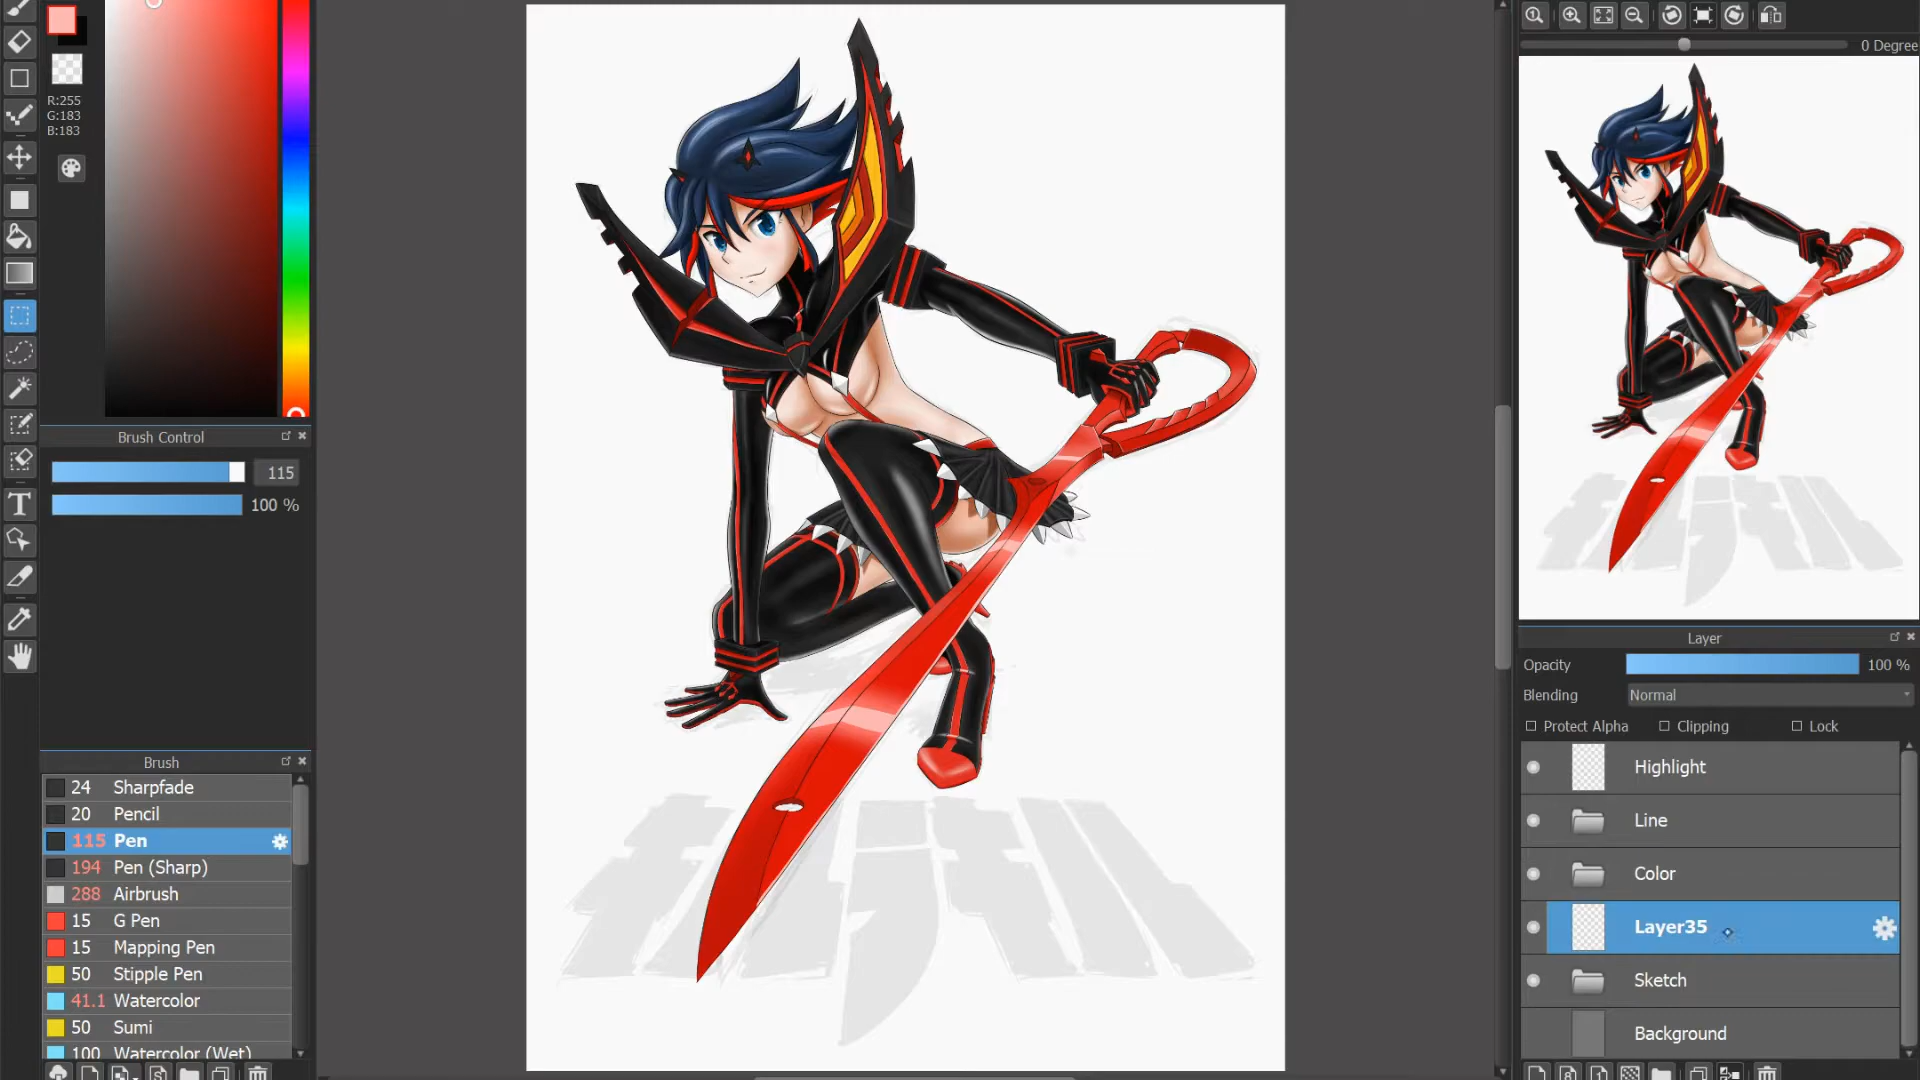 R:255
G:183
B:183
Brush Control
115
100 %
Brush
24 Sharpfade
20 Pencil
115 Pen
194 Pen (Sharp)
288 Airbrush
15 G Pen
15 Mapping Pen
50 Stipple Pen
41.1 Watercolor
50 Sumi
100 Watercolor (Wet)
0 Degree
Layer
Opacity 100 %
Blending Normal
Protect Alpha Clipping Lock
Highlight
Line
Color
Layer35
Sketch
Background